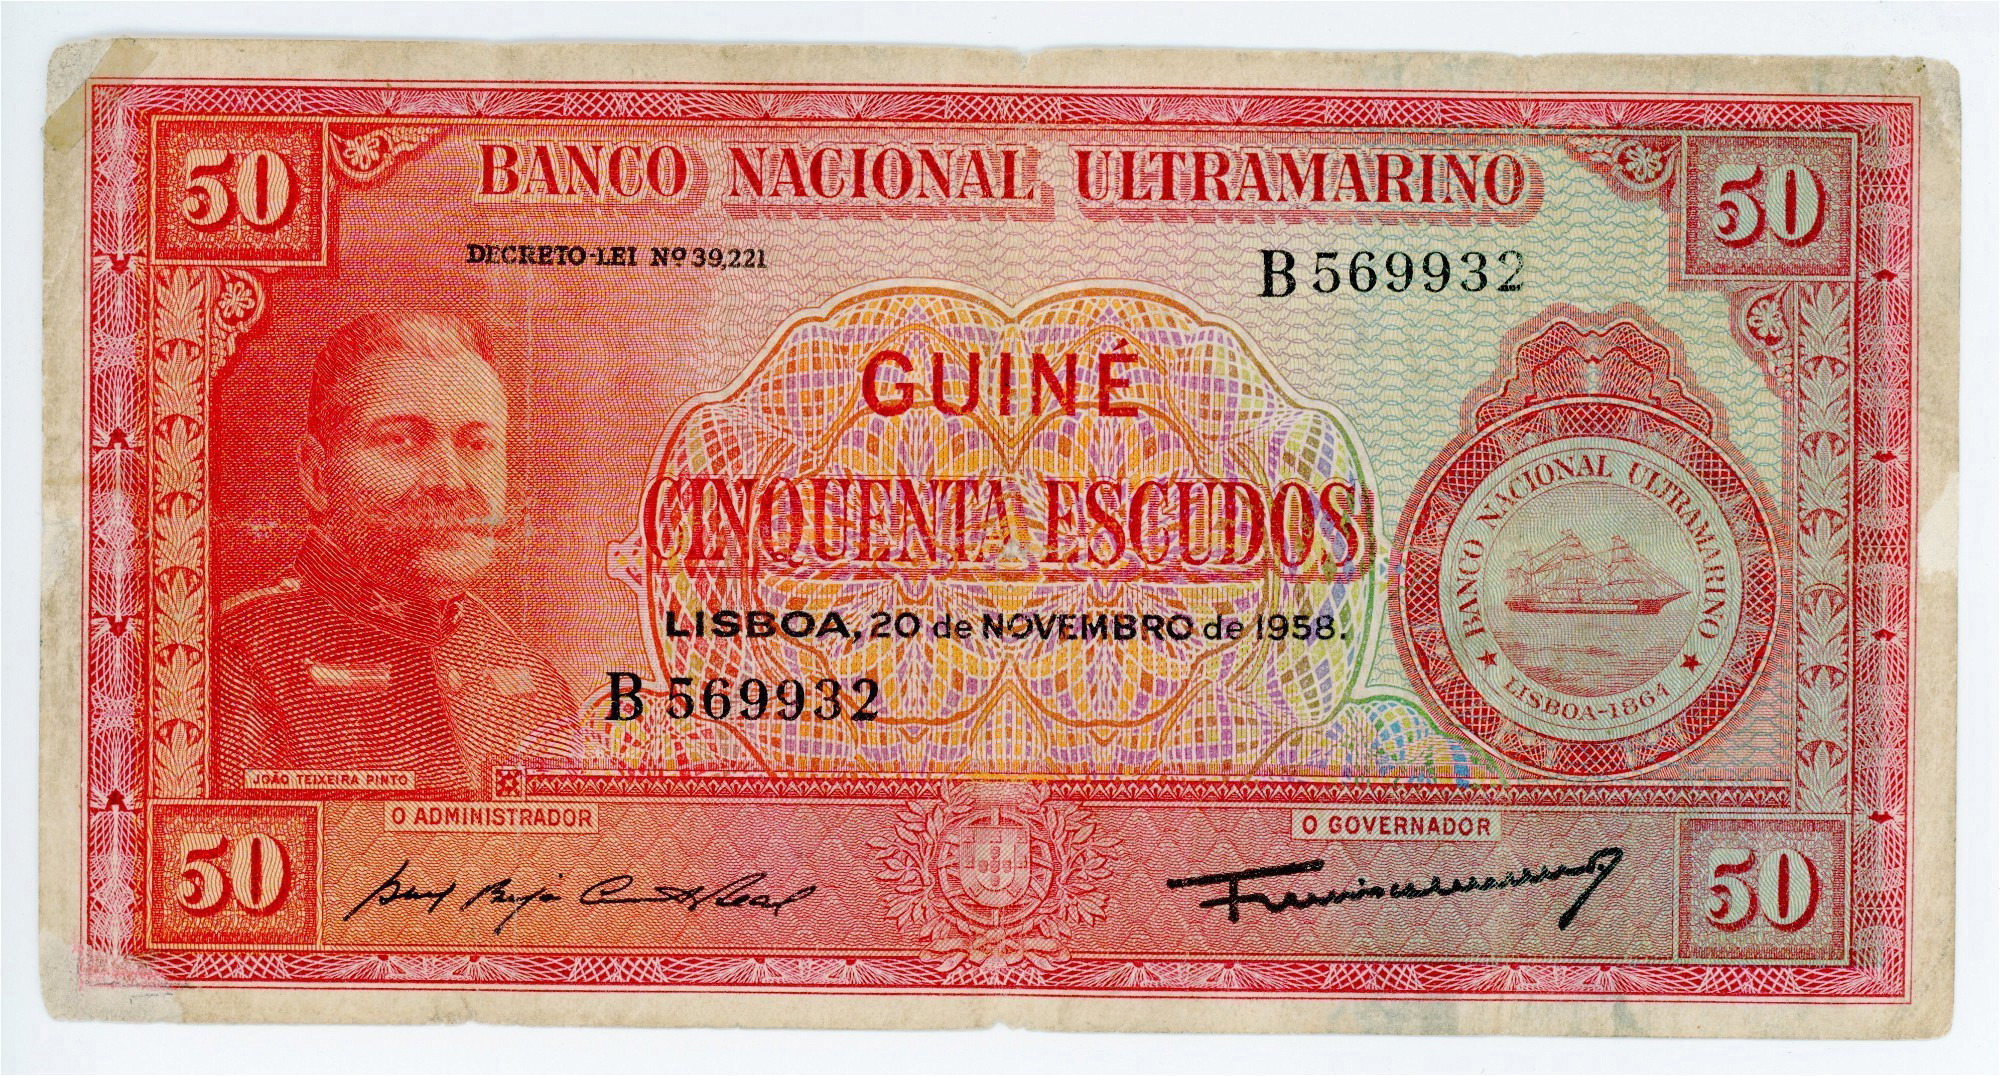 50
BANCO NACIONAL ULTRAMARINO
50
DECRETO-LEI Nº 39,221
B 569932
GUINÉ
CINQUENTA ESCUDOS
BANCO NACIONAL ULTRAMARINO
LISBOA-1864
LISBOA, 20 de NOVEMBRO de 1958.
B 569932
JOÃO TEIXEIRA PINTO
O ADMINISTRADOR
O GOVERNADOR
50
50